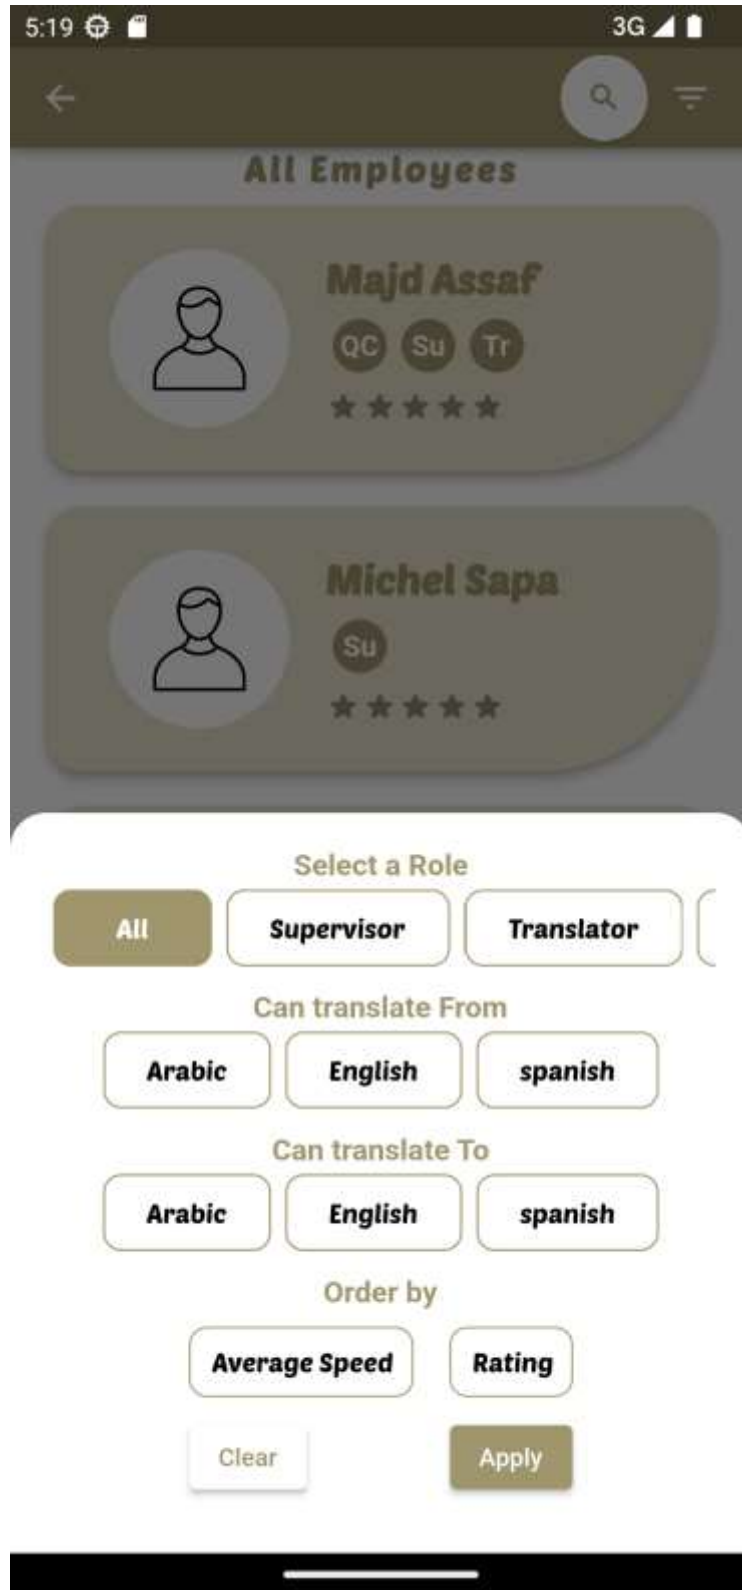 5:19 3G
All Employees
Majd Assaf
QC Su Tr
Michel Sapa
Su
Select a Role
All Supervisor Translator
Can translate From
Arabic English spanish
Can translate To
Arabic English spanish
Order by
Average Speed Rating
Clear Apply